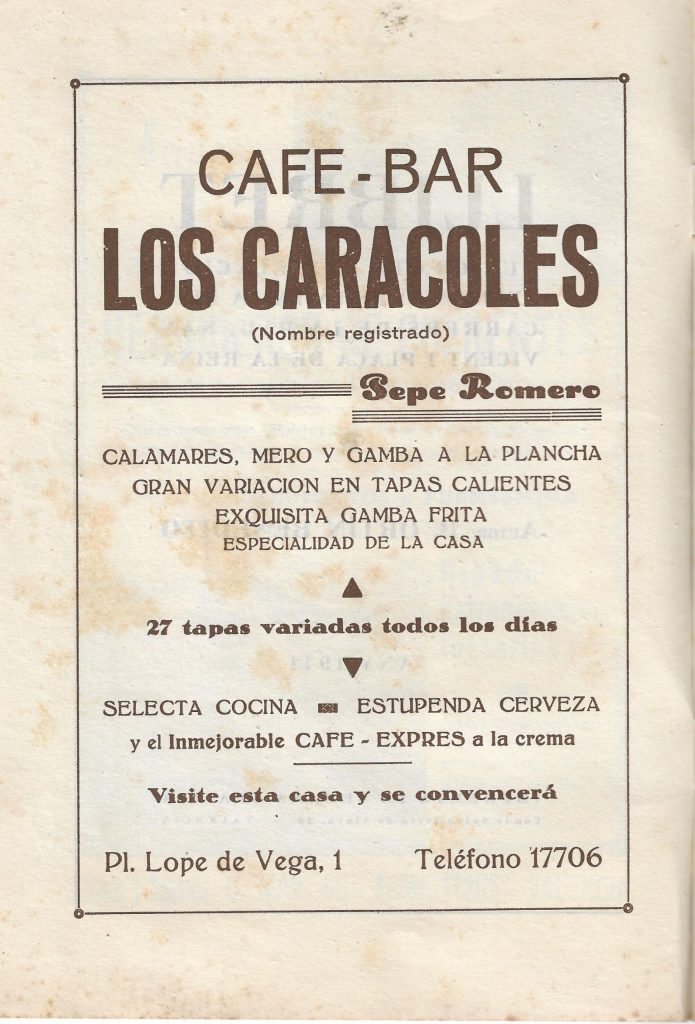 CAFE-BAR
LOS CARACOLES
(Nombre registrado)
Pepe Romero
CALAMARES, MERO Y GAMBA A LA PLANCHA
GRAN VARIACION EN TAPAS CALIENTES
EXQUISITA GAMBA FRITA
ESPECIALIDAD DE LA CASA
27 tapas variadas todos los días
SELECTA COCINA ESTUPENDA CERVEZA
y el Inmejorable CAFE - EXPRES a la crema
Visite esta casa y se convencerá
Pl. Lope de Vega, 1 Teléfono 17706